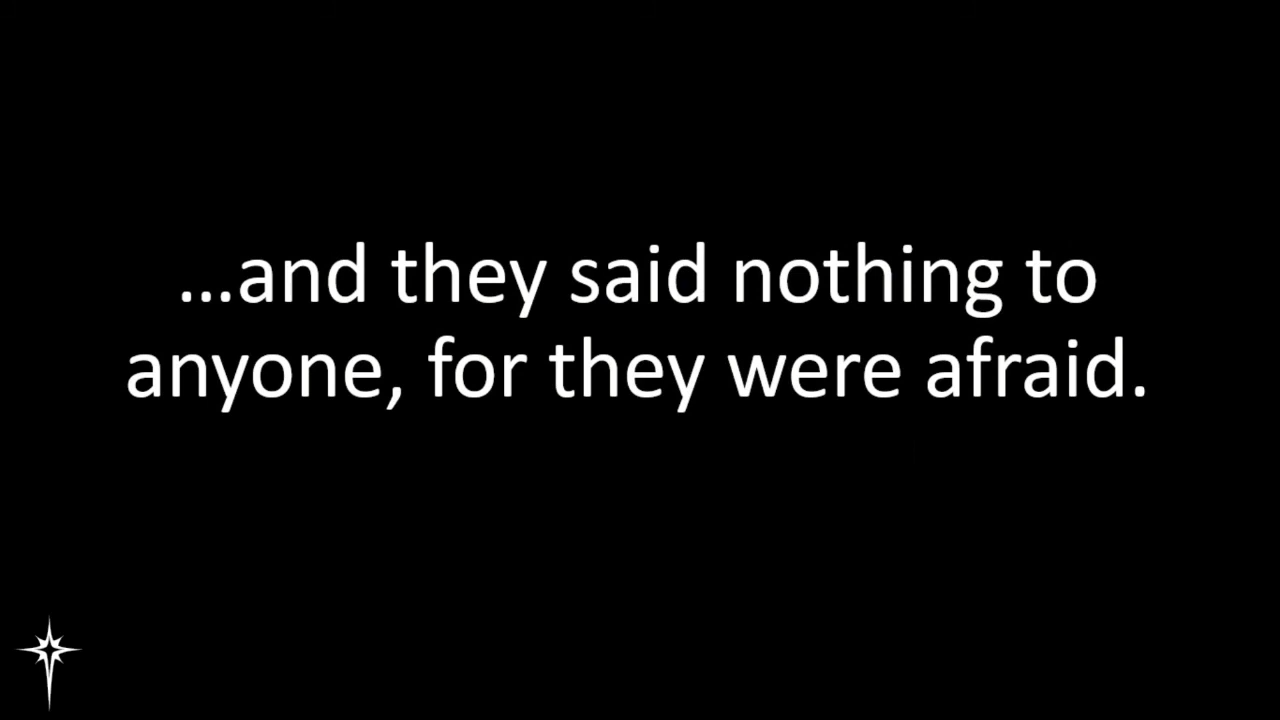 ...and they said nothing to
anyone, for they were afraid.